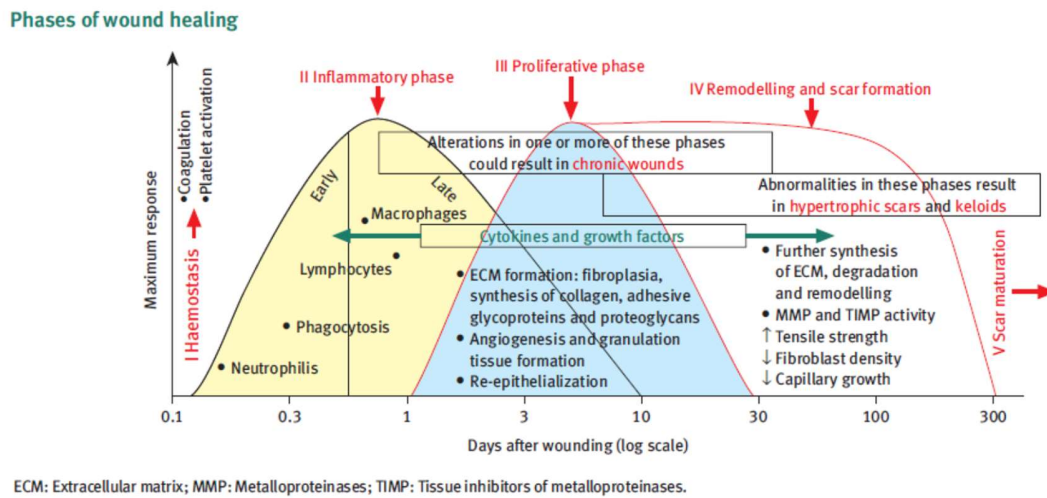 Phases of wound healing
Maximum response
I Haemostasis
•Coagulation
•Platelet activation
II Inflammatory phase
III Proliferative phase
IV Remodelling and scar formation
V Scar maturation
Early
Late
Alterations in one or more of these phases
could result in chronic wounds
Abnormalities in these phases result
in hypertrophic scars and keloids
Cytokines and growth factors
• Macrophages
Lymphocytes •
• Phagocytosis
• Neutrophilis
• ECM formation: fibroplasia,
synthesis of collagen, adhesive
glycoproteins and proteoglycans
• Angiogenesis and granulation
tissue formation
• Re-epithelialization
• Further synthesis
of ECM, degradation
and remodelling
• MMP and TIMP activity
↑ Tensile strength
↓ Fibroblast density
↓ Capillary growth
0.1 0.3 1 3 10 30 100 300
Days after wounding (log scale)
ECM: Extracellular matrix; MMP: Metalloproteinases; TIMP: Tissue inhibitors of metalloproteinases.